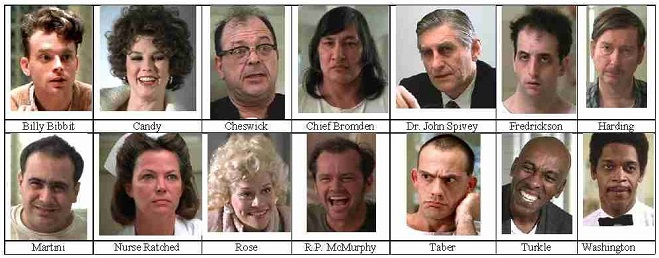 Billy Bibbit Candy Cheswick Chief Bromden Dr. John Spivey Fredrickson Harding
Martini Nurse Ratched Rose R.P. McMurphy Taber Turkle Washington